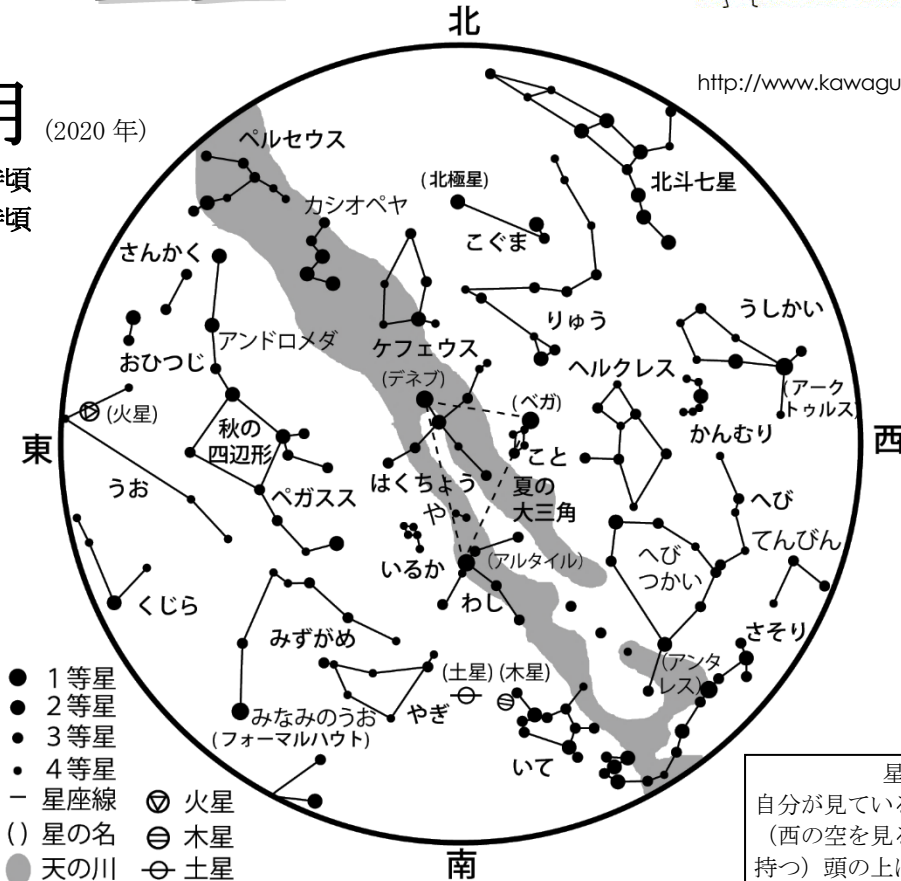 北
http://www.kawagu
月
(2020 年)
時頃
時頃
ペルセウス
カシオペヤ
(北極星)
こぐま
北斗七星
さんかく
アンドロメダ
おひつじ
ケフェウス
りゅう
うしかい
(アーク
トゥルス)
ヘルクレス
かんむり
(火星)
(デネブ)
(ベガ)
こと
東
西
秋の
四辺形
ペガスス
うお
はくちょう
夏の
大三角
や
へび
てんびん
へび
つかい
いるか
(アルタイル)
わし
くじら
みずがめ
さそり
(アンタ
レス)
(土星)
(木星)
やぎ
みなみのうお
(フォーマルハウト)
いて
1等星
2等星
3等星
4等星
星座線
() 星の名
天の川
火星
木星
土星
南
星
自分が見ている
(西の空を見る
持つ)頭の上に